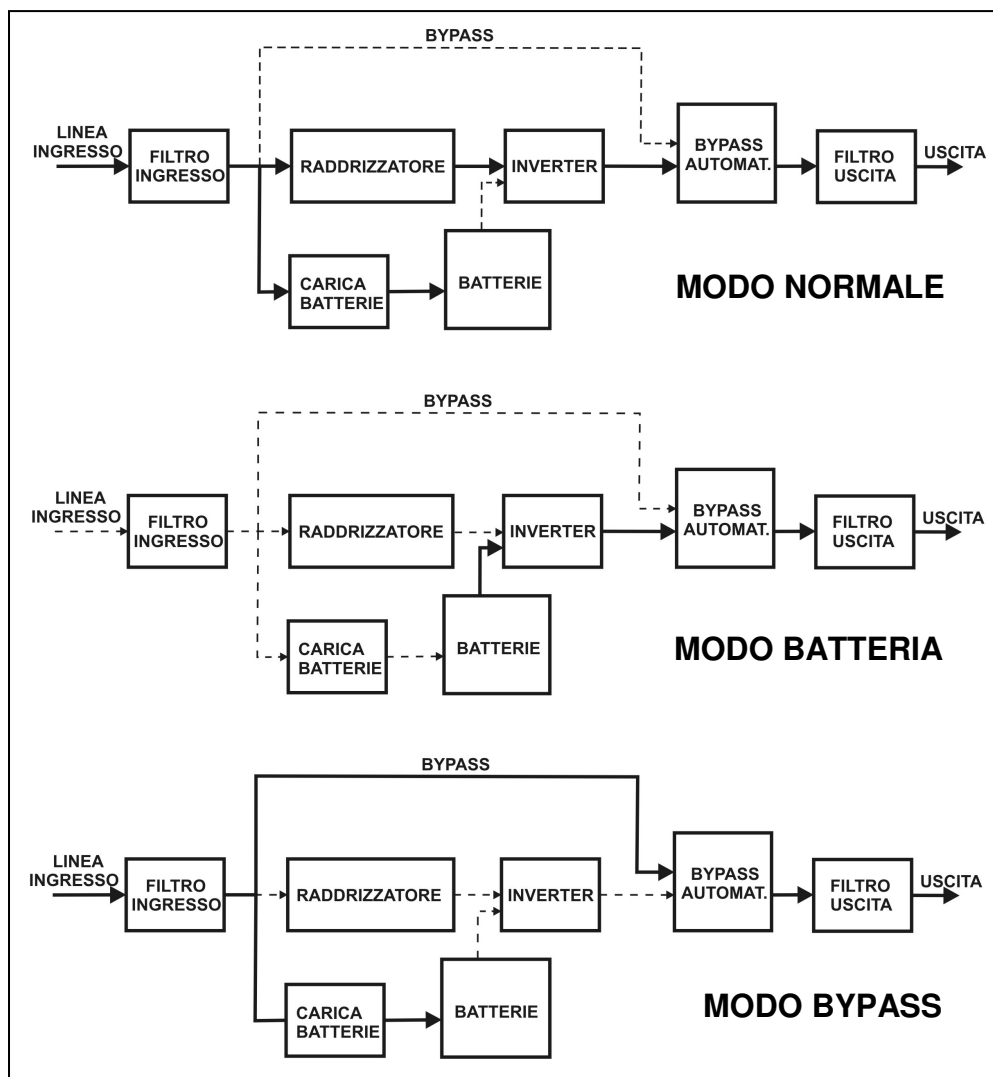 BYPASS
LINEA
INGRESSO
FILTRO
INGRESSO
RADDRIZZATORE
INVERTER
BYPASS
AUTOMAT.
FILTRO
USCITA
USCITA
CARICA
BATTERIE
BATTERIE
MODO NORMALE
BYPASS
LINEA
INGRESSO
FILTRO
INGRESSO
RADDRIZZATORE
INVERTER
BYPASS
AUTOMAT.
FILTRO
USCITA
USCITA
CARICA
BATTERIE
BATTERIE
MODO BATTERIA
BYPASS
LINEA
INGRESSO
FILTRO
INGRESSO
RADDRIZZATORE
INVERTER
BYPASS
AUTOMAT.
FILTRO
USCITA
USCITA
CARICA
BATTERIE
BATTERIE
MODO BYPASS